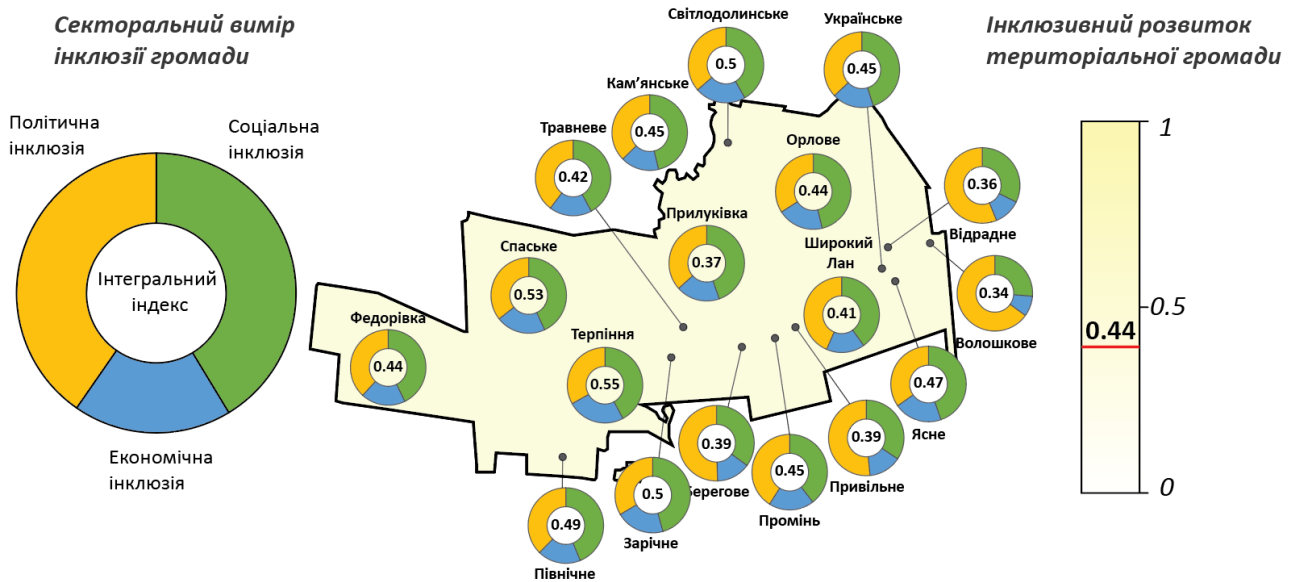 Секторальний вимір
інклюзії громади
Політична
інклюзія
Соціальна
інклюзія
Інтегральний
індекс
Економічна
інклюзія
Світлодолинське
0.5
Українське
0.45
Кам’янське
0.45
Травневе
0.42
Орлове
0.44
Відрадне
0.36
Прилуківка
0.37
Спаське
0.53
Широкий
Лан
0.41
Волошкове
0.34
Федорівка
0.44
Терпіння
0.55
Ясне
0.47
Берегове
0.39
Привільне
0.39
Промінь
0.45
Зарічне
0.5
Північне
0.49
Інклюзивний розвиток
територіальної громади
1
0.5
0.44
0